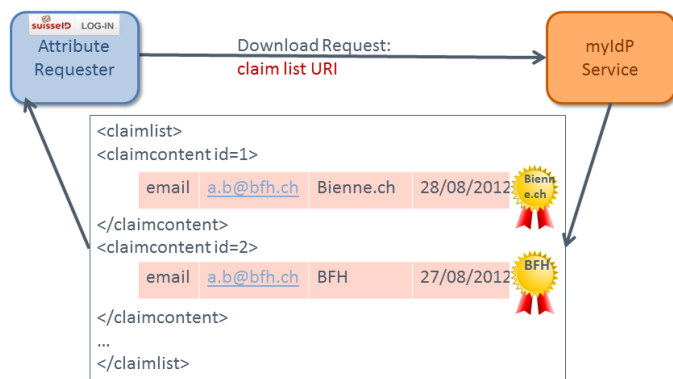 suisseID LOG-IN
Attribute
Requester
Download Request:
claim list URI
myIdP
Service
<claimlist>
<claimcontent id=1>
email a.b@bfh.ch Bienne.ch 28/08/2012
Bienn
e.ch
</claimcontent>
<claimcontent id=2>
email a.b@bfh.ch BFH 27/08/2012
BFH
</claimcontent>
...
</claimlist>